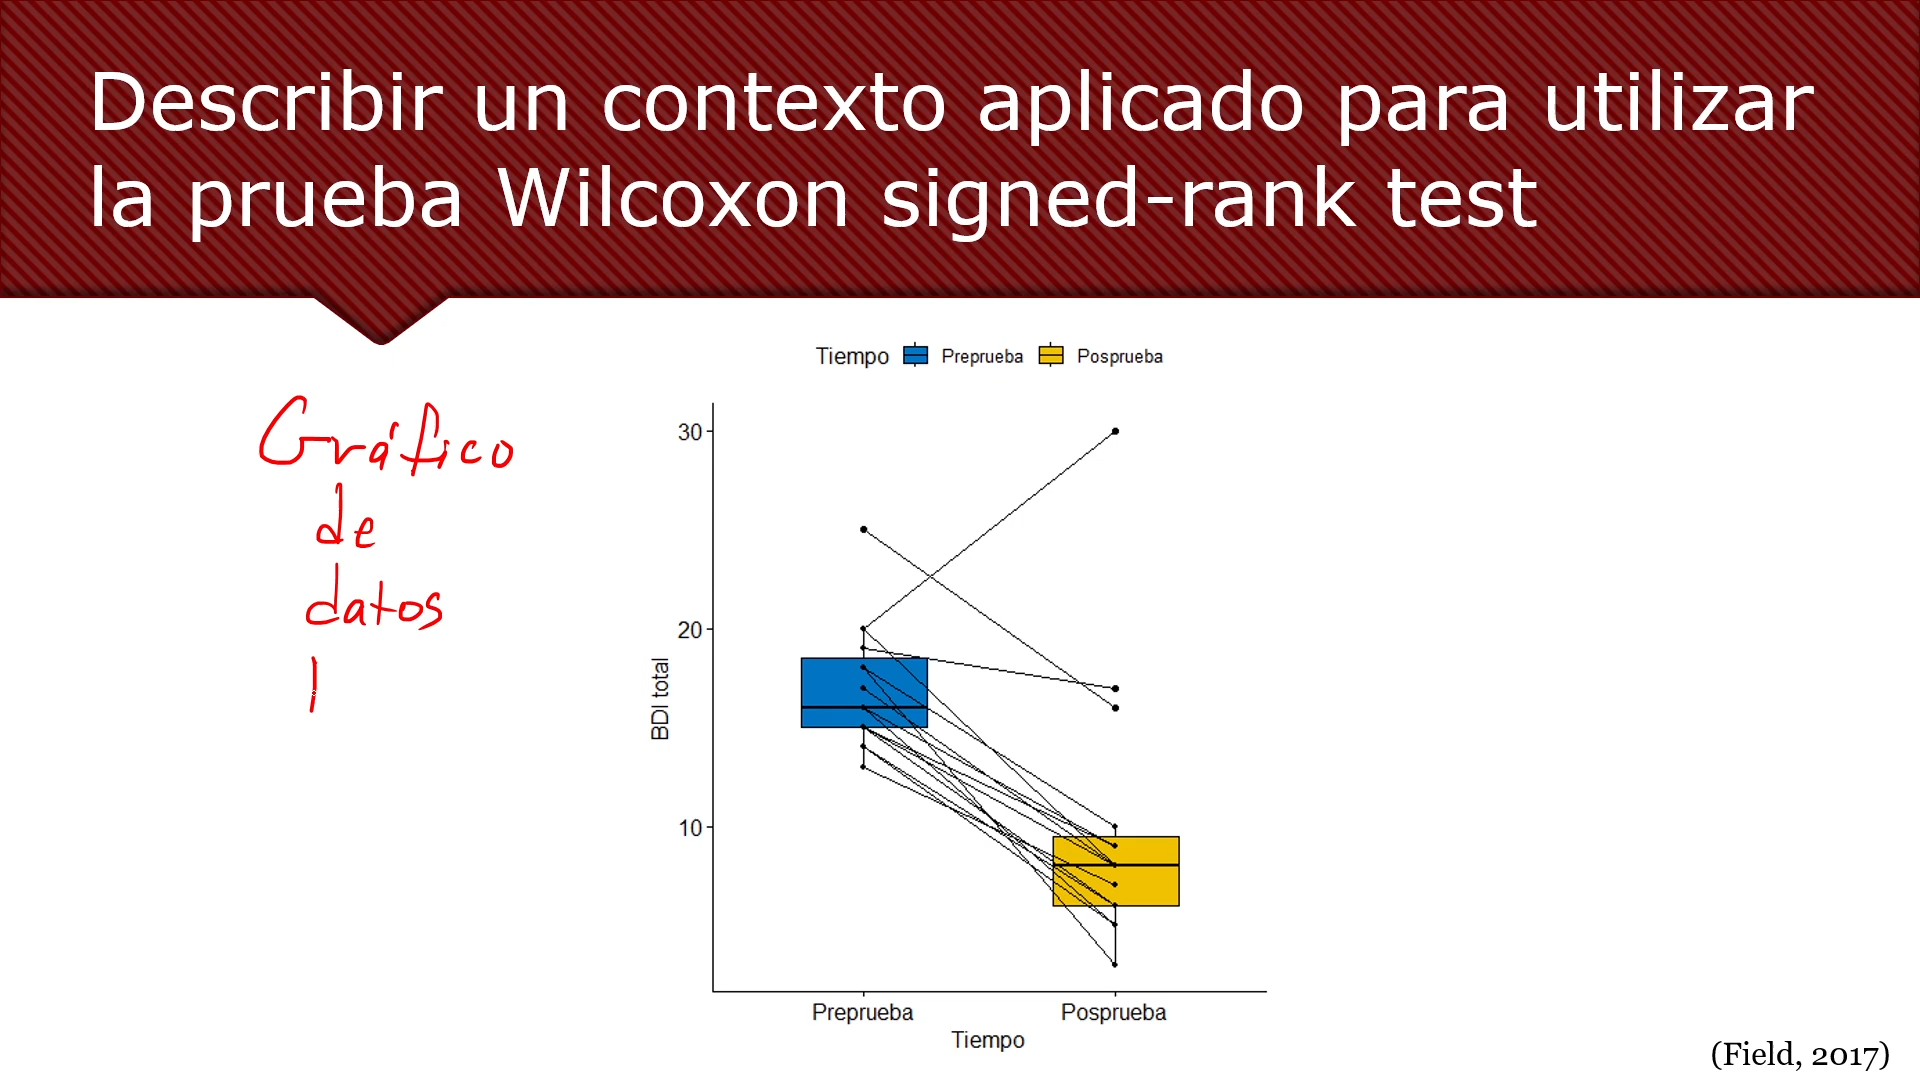 Describir un contexto aplicado para utilizar
la prueba Wilcoxon signed-rank test
Tiempo Preprueba Posprueba
Gráfico
de
datos
30
20
10
BDI total
Preprueba Posprueba
Tiempo
(Field, 2017)